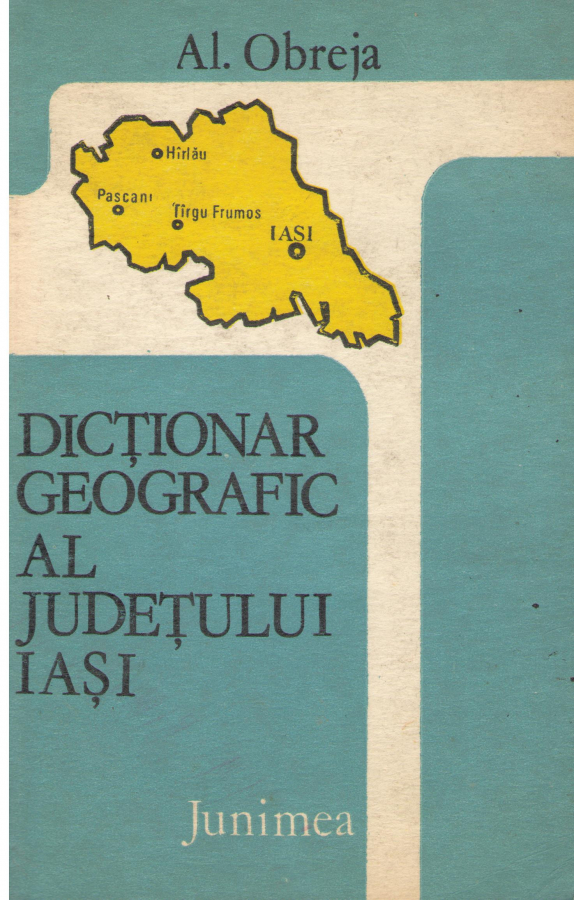 Al. Obreja
Hîrlău
Pascani
Tîrgu Frumos
IAȘI
DICȚIONAR
GEOGRAFIC
AL
JUDEȚULUI
IAȘI
Junimea